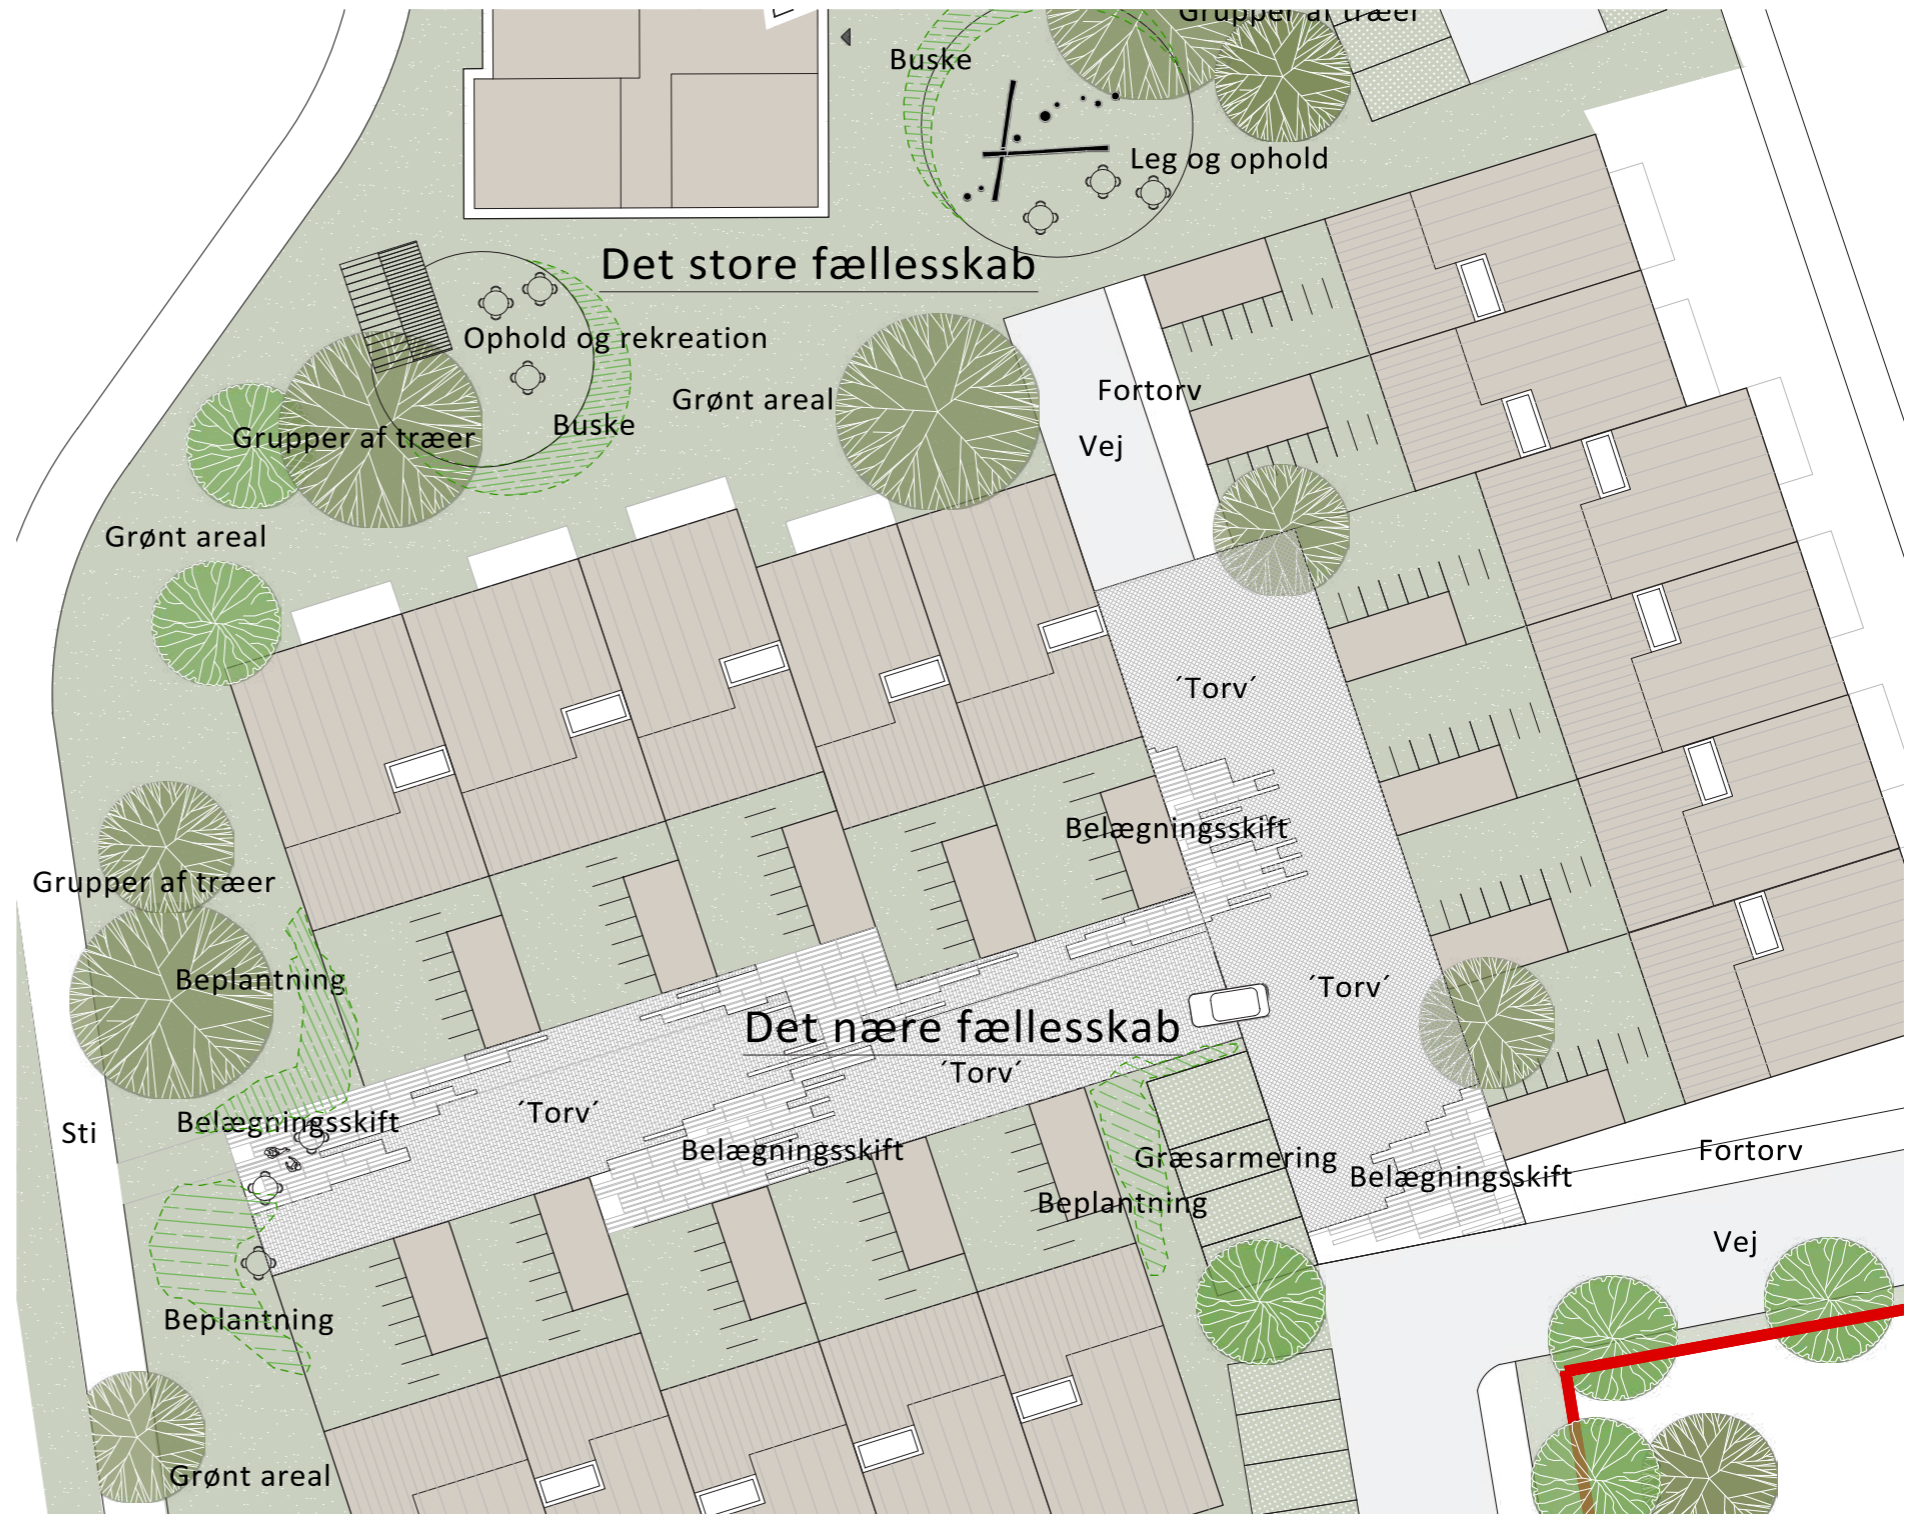 Grupper af træer
Buske
Leg og ophold
Det store fællesskab
Ophold og rekreation
Grønt areal
Fortorv
Buske
Grupper af træer
Vej
Grønt areal
´Torv´
Belægningsskift
Grupper af træer
Beplantning
´Torv´
Det nære fællesskab
´Torv´
´Torv´
Belægningsskift
Sti
Belægningsskift
Græsarmering
Fortorv
Belægningsskift
Beplantning
Vej
Beplantning
Grønt areal